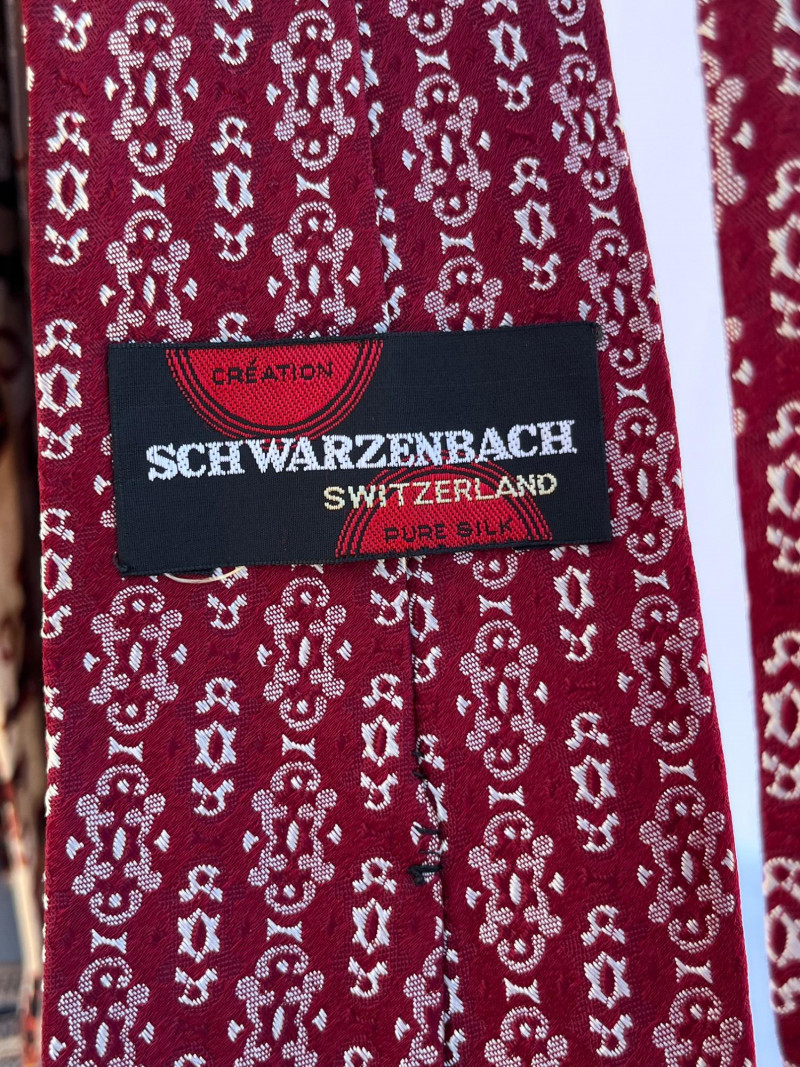 CRÉATION
SCHWARZENBACH
SWITZERLAND
PURE SILK